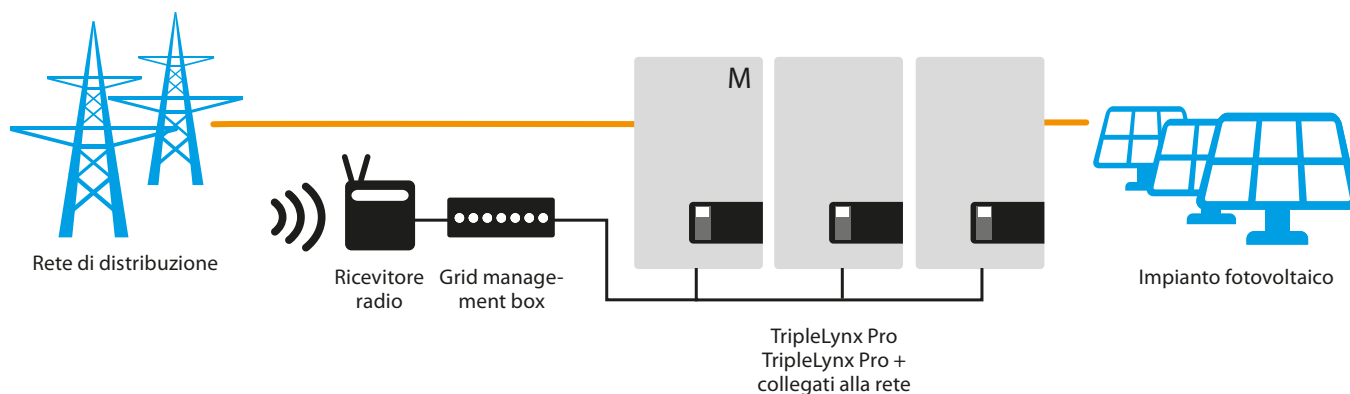 M
Rete di distribuzione
Ricevitore
radio
Grid manage-
ment box
Impianto fotovoltaico
TripleLynx Pro
TripleLynx Pro +
collegati alla rete